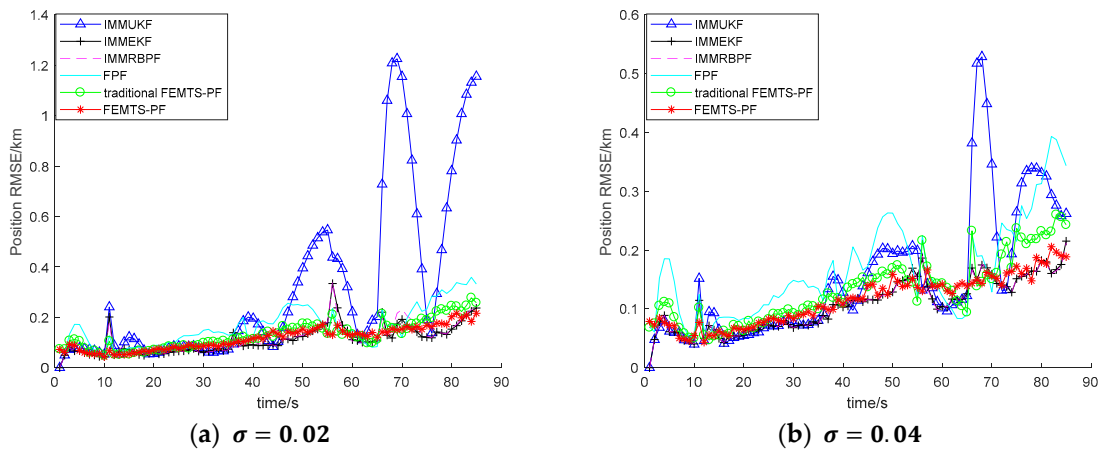 1.4
1.2
1
0.8
0.6
0.4
0.2
0
0 10 20 30 40 50 60 70 80 90
Position RMSE/km
time/s
IMMUKF
IMMEKF
IMMRBPF
FPF
traditional FEMTS-PF
FEMTS-PF
(a) σ = 0.02
0.6
0.5
0.4
0.3
0.2
0.1
0
0 10 20 30 40 50 60 70 80 90
Position RMSE/km
time/s
IMMUKF
IMMEKF
IMMRBPF
FPF
traditional FEMTS-PF
FEMTS-PF
(b) σ = 0.04